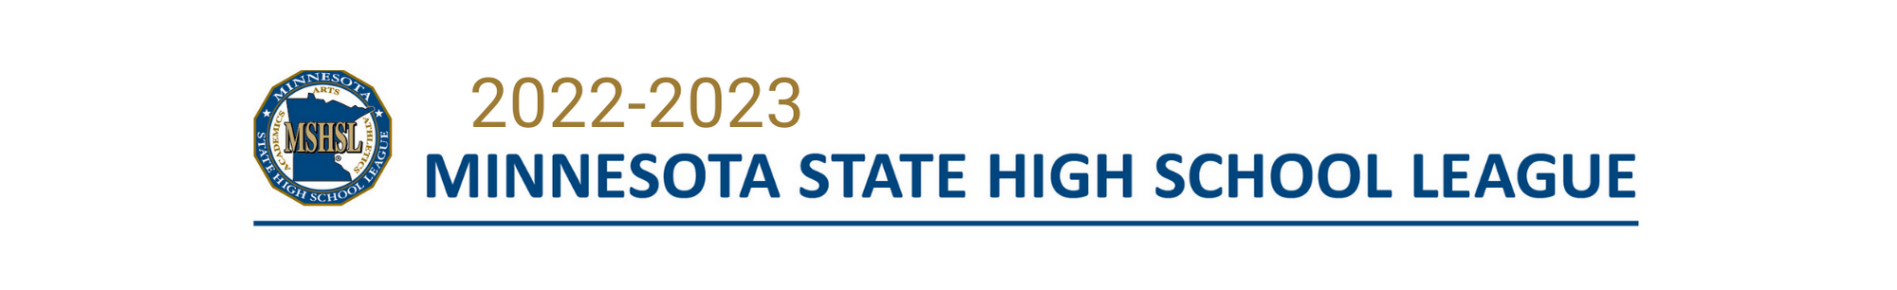 MINNESOTA
ARTS
ACADEMICS
ATHLETICS
MSHSL
®
STATE HIGH SCHOOL LEAGUE
2022-2023
MINNESOTA STATE HIGH SCHOOL LEAGUE